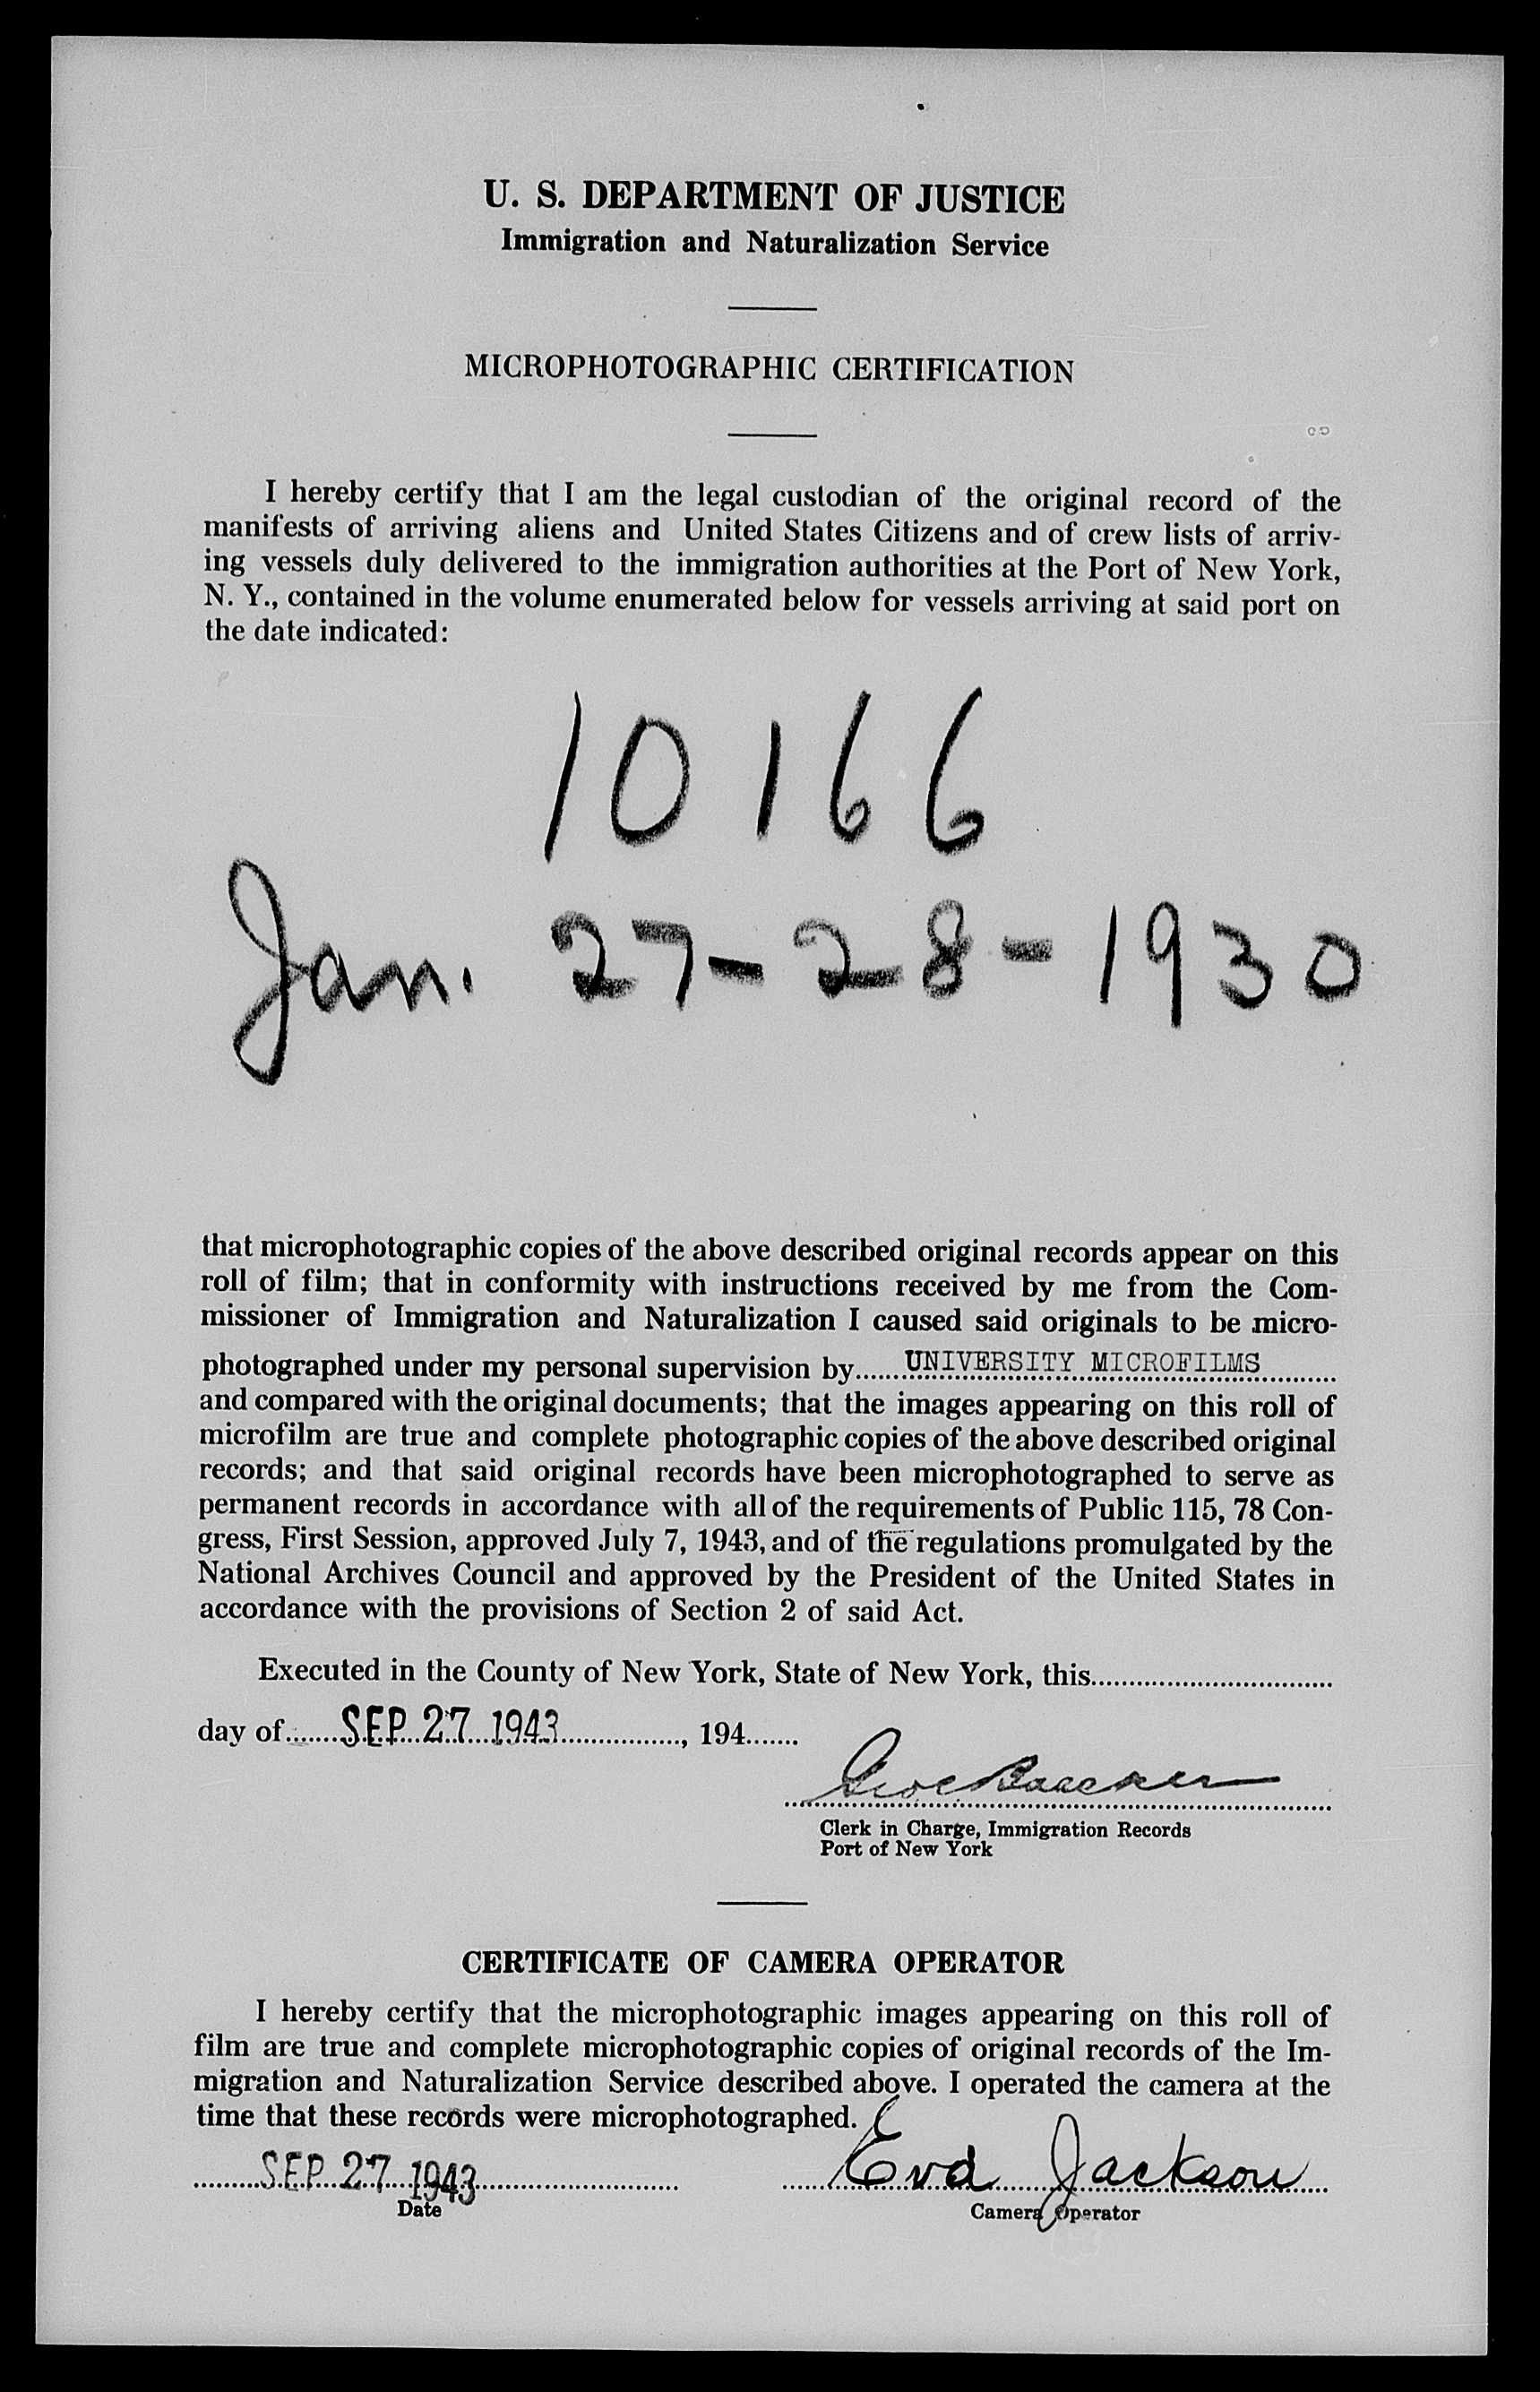 U. S. DEPARTMENT OF JUSTICE
Immigration and Naturalization Service
MICROPHOTOGRAPHIC CERTIFICATION
I hereby certify that I am the legal custodian of the original record of the
manifests of arriving aliens and United States Citizens and of crew lists of arriv-
ing vessels duly delivered to the immigration authorities at the Port of New York,
N. Y., contained in the volume enumerated below for vessels arriving at said port on
the date indicated:
10166
Jan. 27-28-1930
that microphotographic copies of the above described original records appear on this
roll of film; that in conformity with instructions received by me from the Com-
missioner of Immigration and Naturalization I caused said originals to be micro-
photographed under my personal supervision by UNIVERSITY MICROFILMS
and compared with the original documents; that the images appearing on this roll of
microfilm are true and complete photographic copies of the above described original
records; and that said original records have been microphotographed to serve as
permanent records in accordance with all of the requirements of Public 115, 78 Con-
gress, First Session, approved July 7, 1943, and of the regulations promulgated by the
National Archives Council and approved by the President of the United States in
accordance with the provisions of Section 2 of said Act.
Executed in the County of New York, State of New York, this
day of SEP 27 1943, 194
Clerk in Charge, Immigration Records
Port of New York
CERTIFICATE OF CAMERA OPERATOR
I hereby certify that the microphotographic images appearing on this roll of
film are true and complete microphotographic copies of original records of the Im-
migration and Naturalization Service described above. I operated the camera at the
time that these records were microphotographed.
SEP 27 1943 Eva Jackson
Date Camera Operator